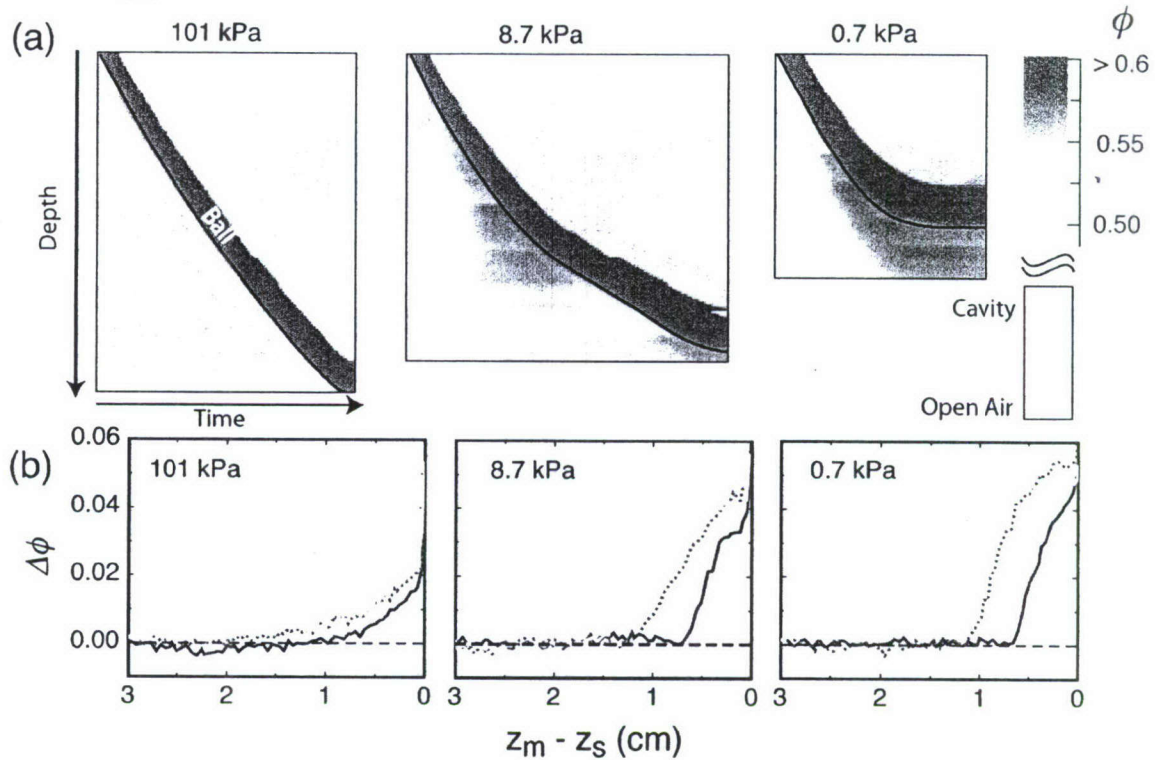 (a)
101 kPa
8.7 kPa
0.7 kPa
ϕ
> 0.6
0.55
0.50
Depth
Ball
Time
Cavity
Open Air
(b)
0.06
0.04
0.02
0.00
Δϕ
101 kPa
8.7 kPa
0.7 kPa
3 2 1 0
3 2 1 0
3 2 1 0
zm - zs (cm)